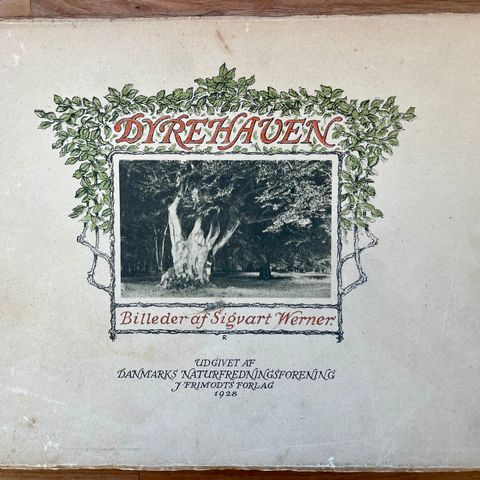 DYREHAVEN
Billeder af Sigvart Werner.
R
UDGIVET AF
DANMARKS NATURFREDNINGSFORENING
J FRIMODTS FORLAG
1928